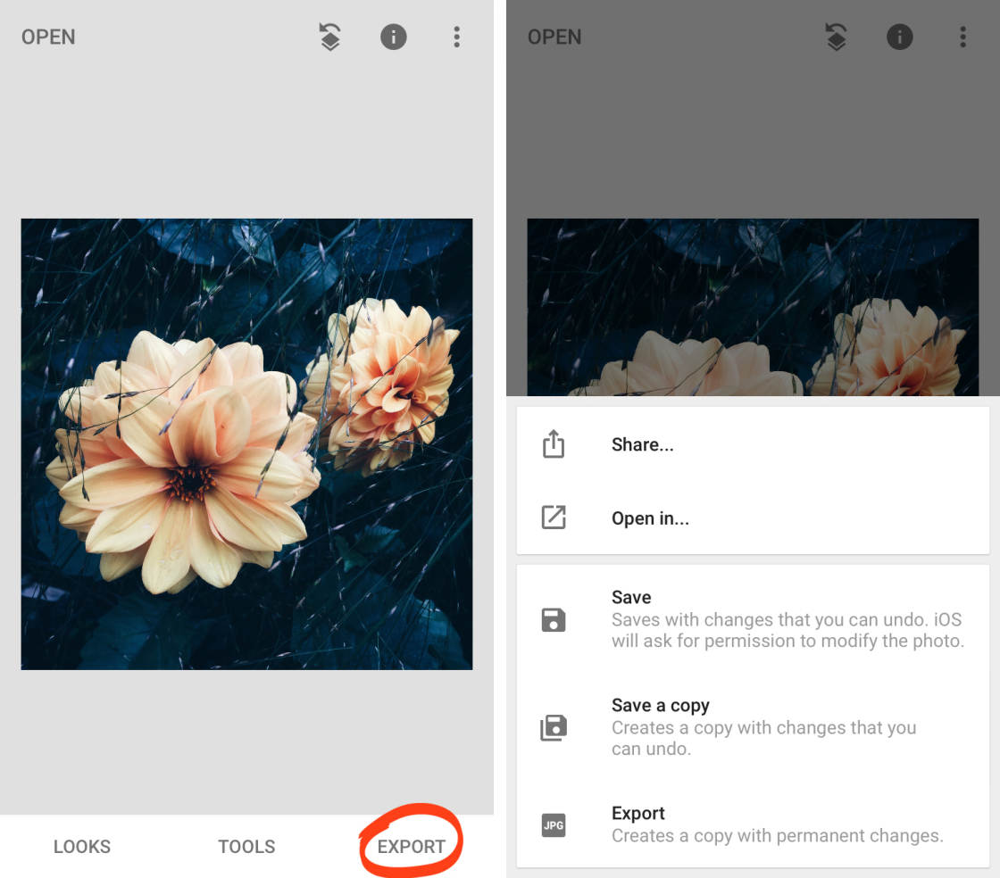 OPEN
LOOKS
TOOLS
EXPORT
OPEN
Share...
Open in...
Save
Saves with changes that you can undo. iOS
will ask for permission to modify the photo.
Save a copy
Creates a copy with changes that you
can undo.
JPG
Export
Creates a copy with permanent changes.